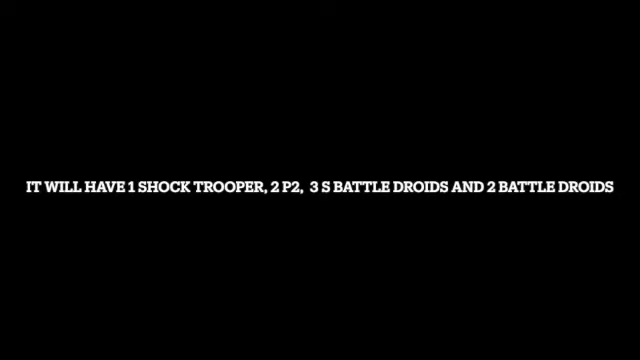 IT WILL HAVE 1 SHOCK TROOPER, 2 P2,  3 S BATTLE DROIDS AND 2 BATTLE DROIDS